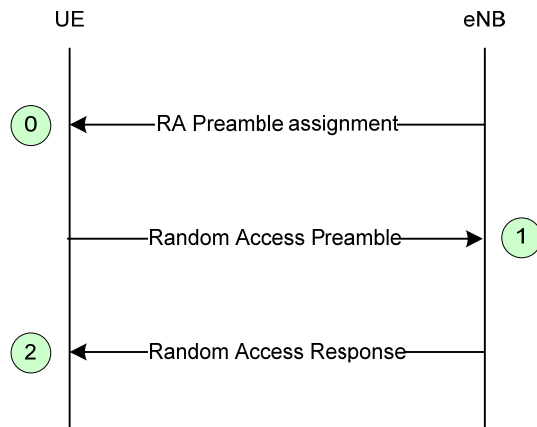 UE eNB
0 RA Preamble assignment
Random Access Preamble 1
2 Random Access Response